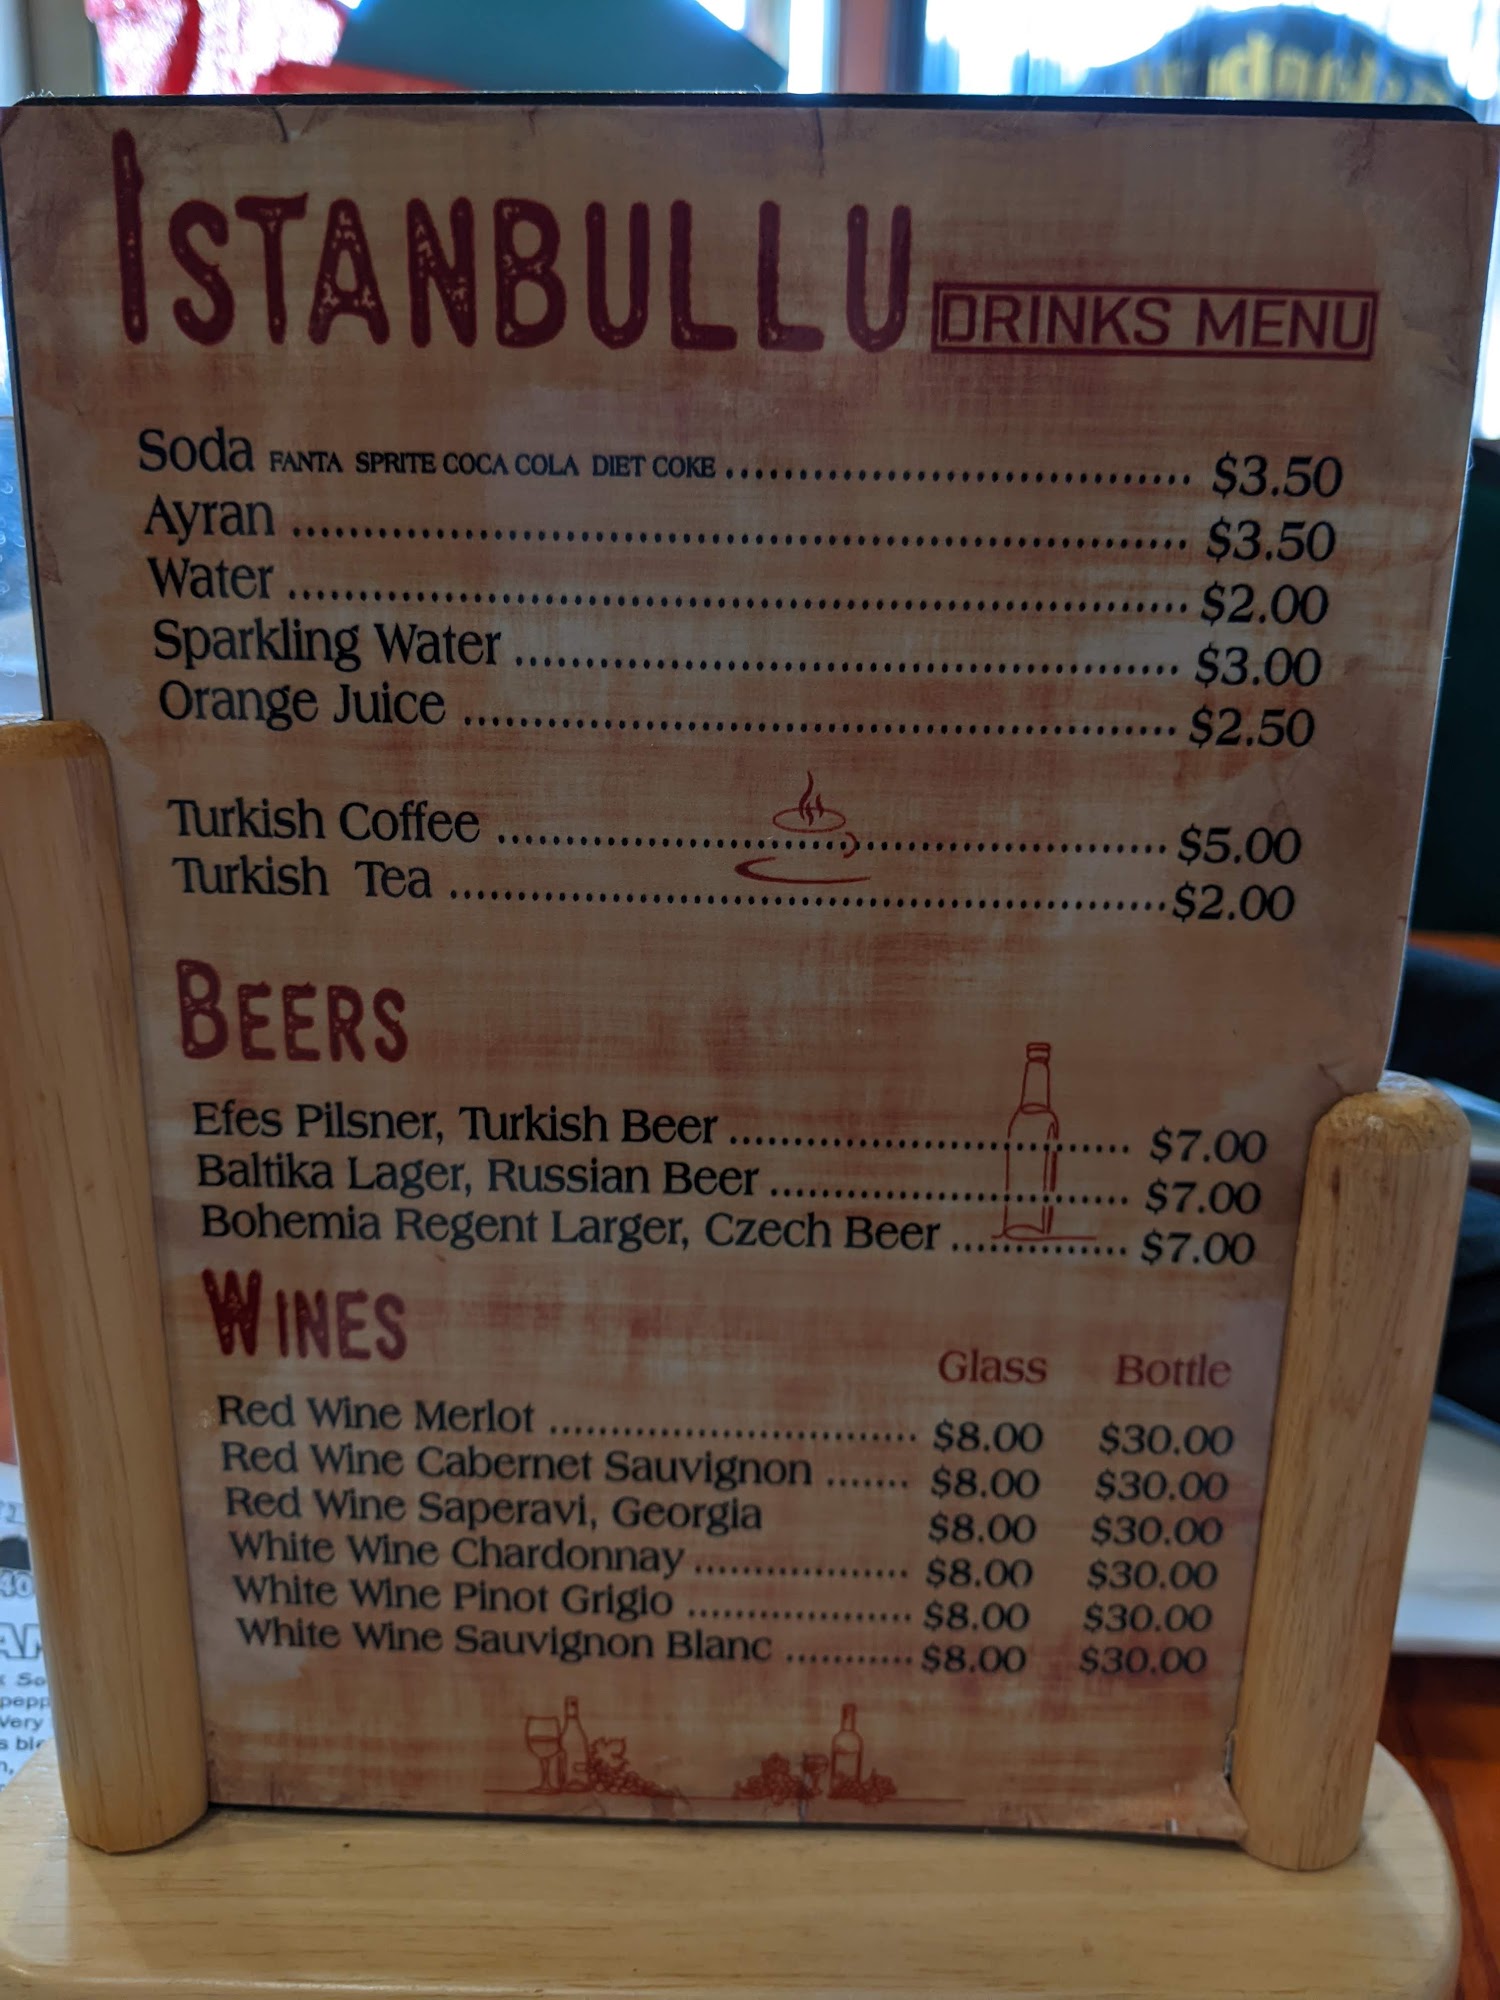 ISTANBULLU DRINKS MENU
Soda FANTA SPRITE COCA COLA DIET COKE ........ $3.50
Ayran ........ $3.50
Water ........ $2.00
Sparkling Water ........ $3.00
Orange Juice ........ $2.50
Turkish Coffee ........ $5.00
Turkish Tea ........ $2.00
BEERS
Efes Pilsner, Turkish Beer ........ $7.00
Baltika Lager, Russian Beer ........ $7.00
Bohemia Regent Larger, Czech Beer ........ $7.00
WINES
Glass Bottle
Red Wine Merlot ........ $8.00 $30.00
Red Wine Cabernet Sauvignon ....... $8.00 $30.00
Red Wine Saperavi, Georgia $8.00 $30.00
White Wine Chardonnay ........ $8.00 $30.00
White Wine Pinot Grigio ........ $8.00 $30.00
White Wine Sauvignon Blanc ........ $8.00 $30.00